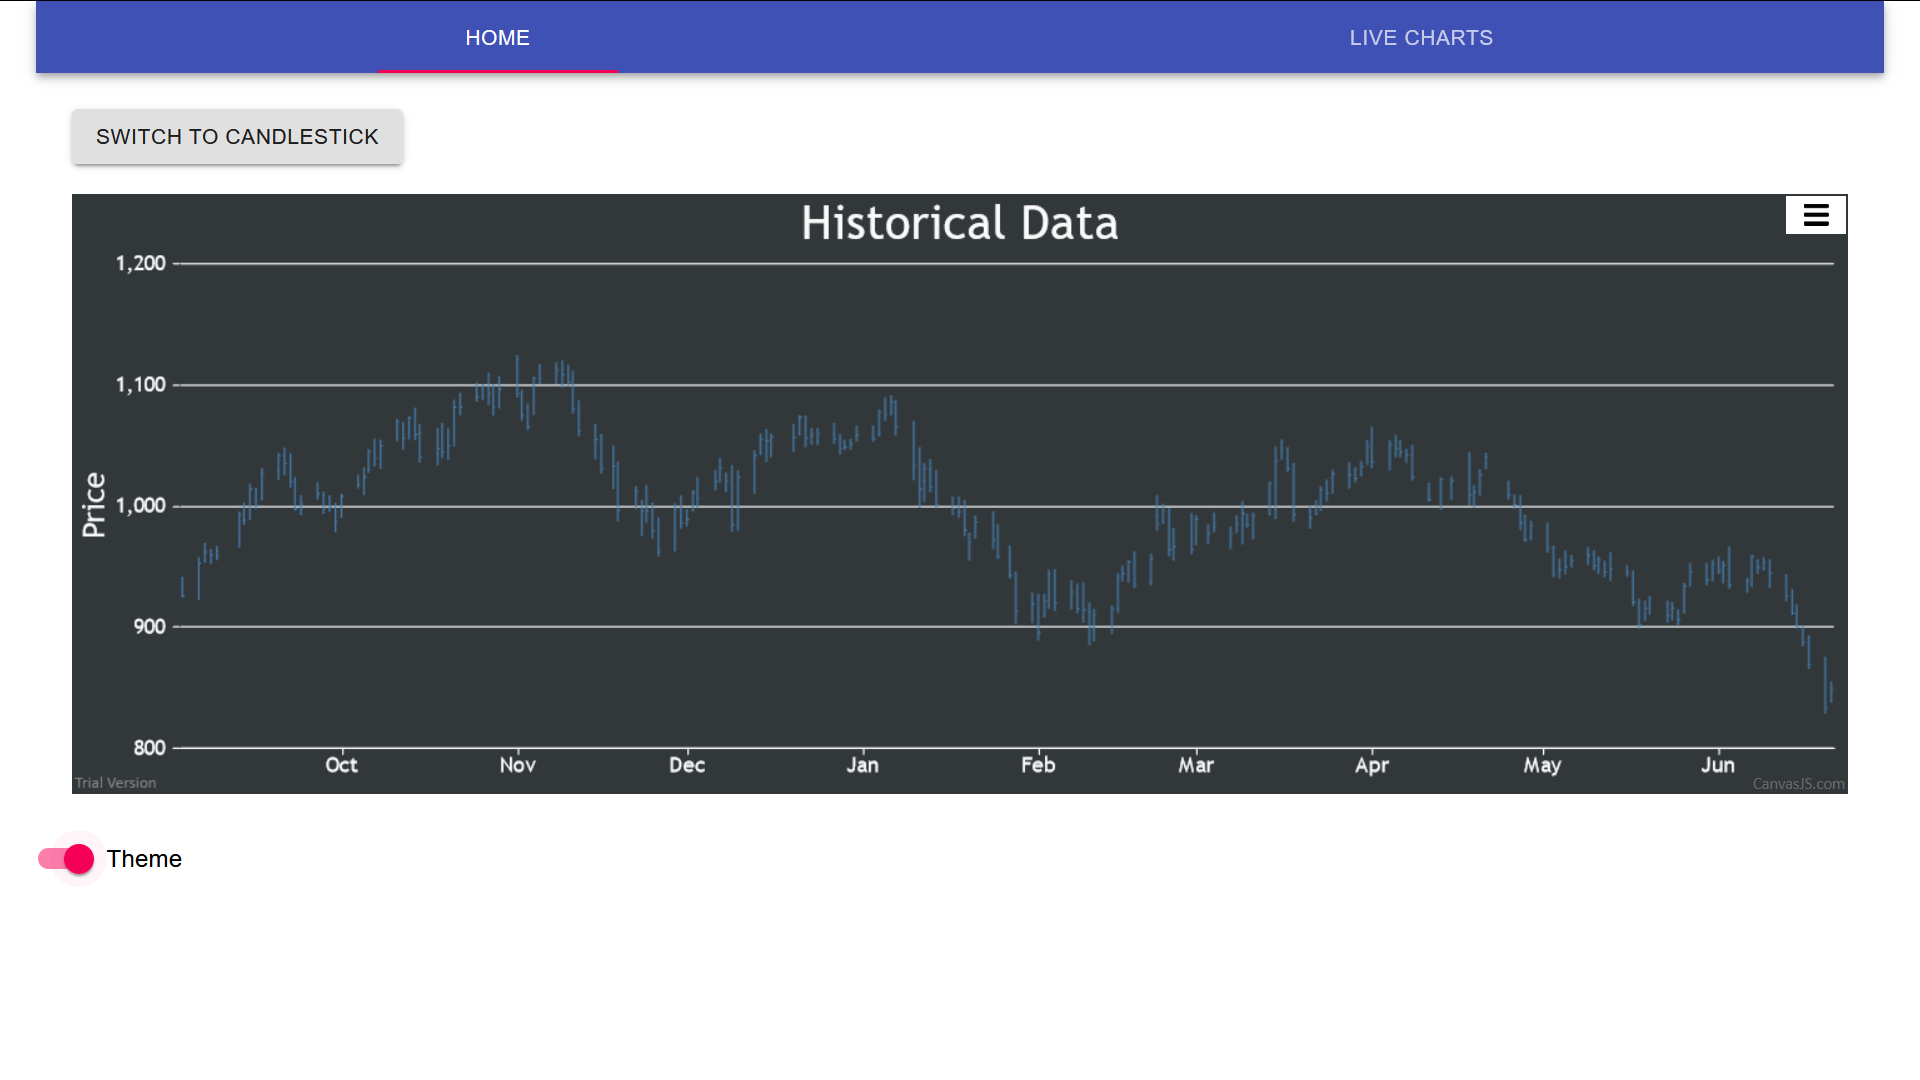 HOME
LIVE CHARTS
SWITCH TO CANDLESTICK
Historical Data
Price
1,200
1,100
1,000
900
800
Oct
Nov
Dec
Jan
Feb
Mar
Apr
May
Jun
Trial Version
CanvasJS.com
Theme